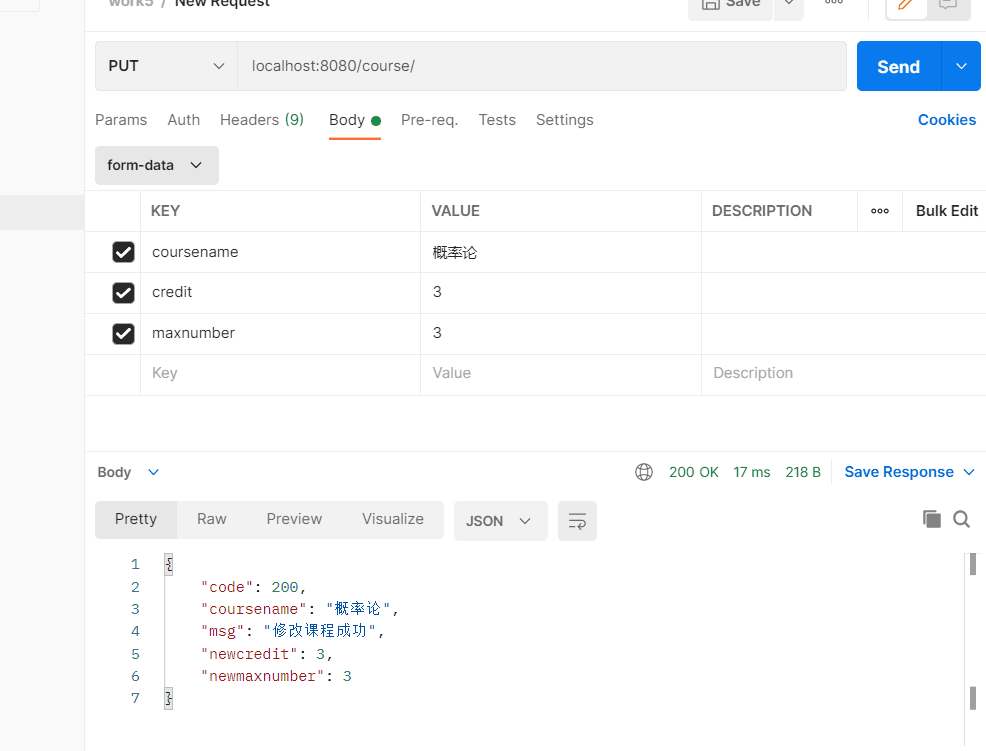 work5 / New Request
Save ooo
PUT localhost:8080/course/ Send
Params Auth Headers (9) Body Pre-req. Tests Settings Cookies
form-data
KEY VALUE DESCRIPTION ooo Bulk Edit
coursename 概率论
credit 3
maxnumber 3
Key Value Description
Body 200 OK 17 ms 218 B Save Response
Pretty Raw Preview Visualize JSON
1 {
2 "code": 200,
3 "coursename": "概率论",
4 "msg": "修改课程成功",
5 "newcredit": 3,
6 "newmaxnumber": 3
7 }